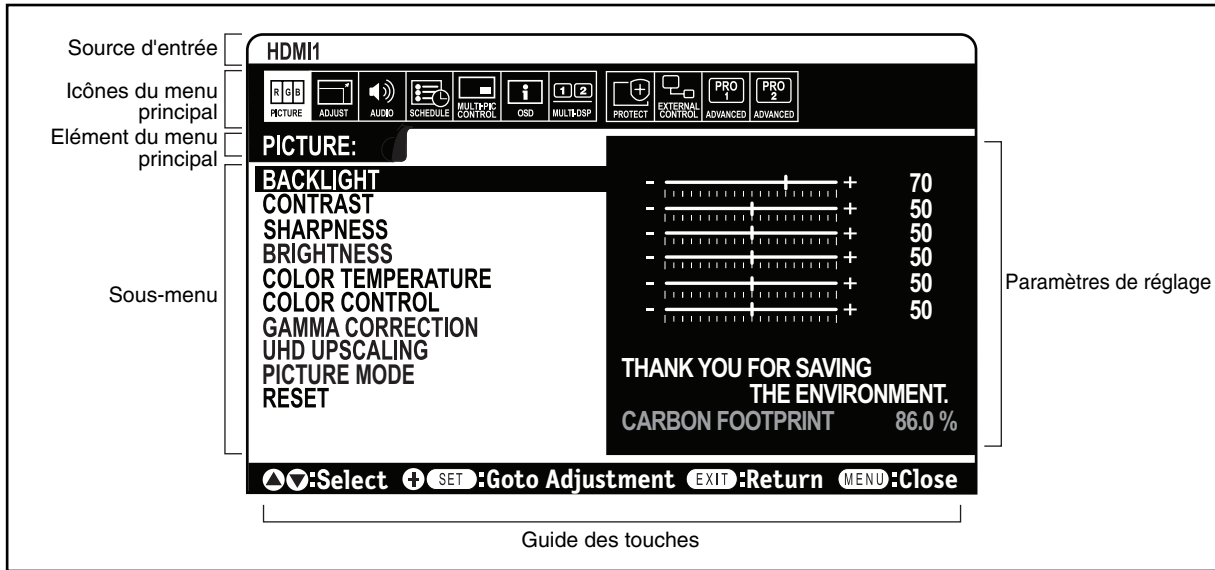 Source d'entrée
HDMI1
Icônes du menu
principal
R G B
PICTURE
ADJUST
AUDIO
SCHEDULE
MULTI-PIC
CONTROL
i
OSD
1 2
MULTI-DSP
PROTECT
EXTERNAL
CONTROL
PRO
1
ADVANCED
PRO
2
ADVANCED
Elément du menu
principal
PICTURE:
Sous-menu
BACKLIGHT
CONTRAST
SHARPNESS
BRIGHTNESS
COLOR TEMPERATURE
COLOR CONTROL
GAMMA CORRECTION
UHD UPSCALING
PICTURE MODE
RESET
- + 70
- + 50
- + 50
- + 50
- + 50
- + 50
THANK YOU FOR SAVING
THE ENVIRONMENT.
CARBON FOOTPRINT 86.0 %
Paramètres de réglage
:Select + SET :Goto Adjustment EXIT :Return MENU :Close
Guide des touches